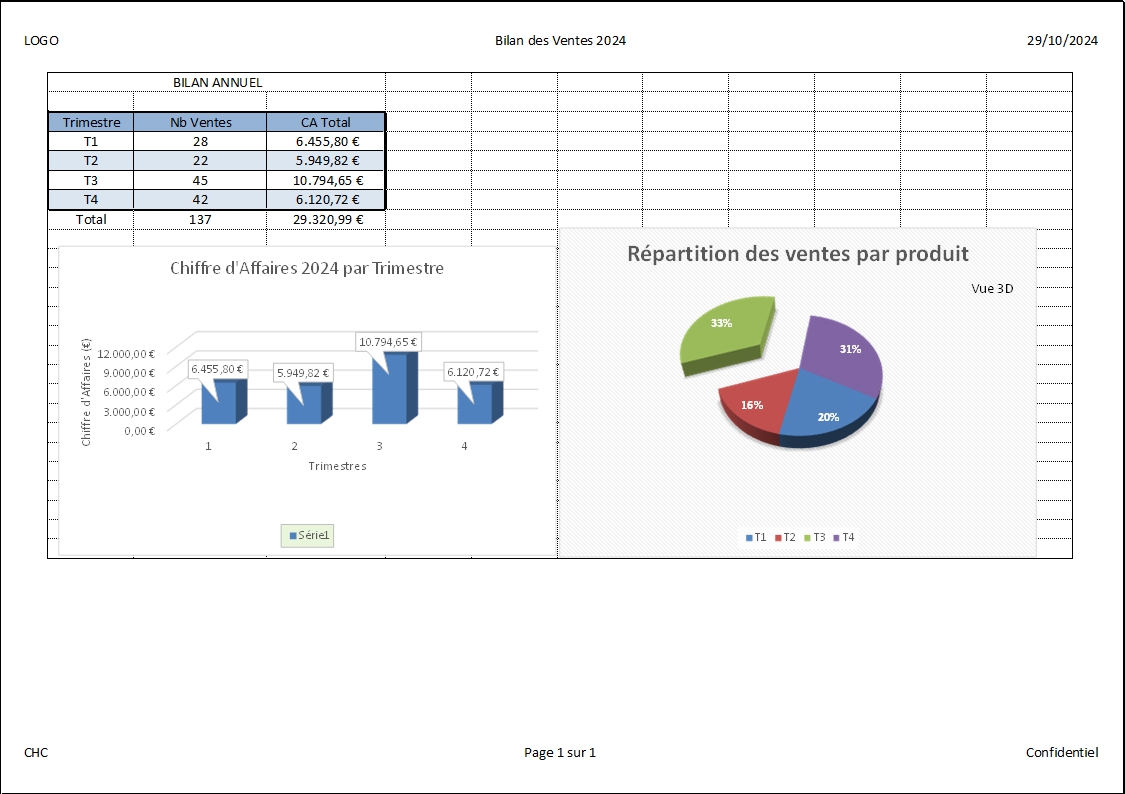 LOGO Bilan des Ventes 2024 29/10/2024
BILAN ANNUEL
Trimestre Nb Ventes CA Total
T1 28 6.455,80 €
T2 22 5.949,82 €
T3 45 10.794,65 €
T4 42 6.120,72 €
Total 137 29.320,99 €
Chiffre d'Affaires 2024 par Trimestre
Chiffre d'Affaires (€)
12.000,00 €
9.000,00 €
6.000,00 €
3.000,00 €
0,00 €
6.455,80 €
5.949,82 €
10.794,65 €
6.120,72 €
1 2 3 4
Trimestres
Série1
Répartition des ventes par produit
Vue 3D
33%
31%
16%
20%
T1 T2 T3 T4
CHC Page 1 sur 1 Confidentiel